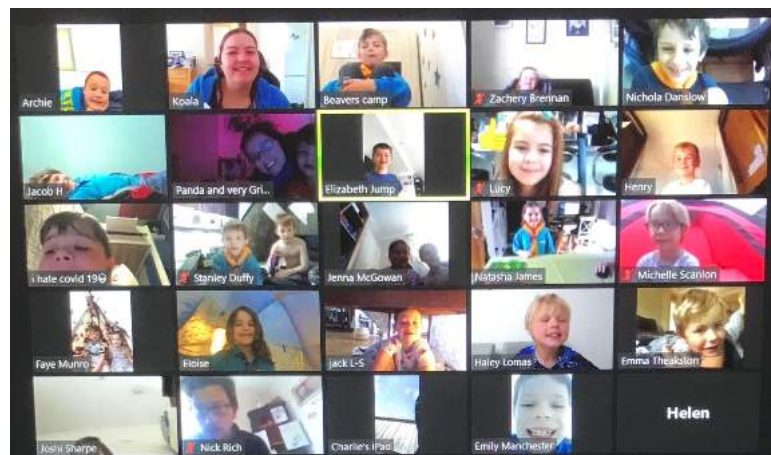 Archie
Koala
Beavers camp
Zachery Brennan
Nichola Danslow
Jacob H
Panda and very Gri...
Elizabeth Jump
Lucy
Henry
i hate covid 19
Stanley Duffy
Jenna McGowan
Natasha James
Michelle Scanlon
Faye Munro
Eloise
jack L-S
Haley Lomas
Emma Theakston
Joshi Sharpe
Nick Rich
Charlie's iPad
Emily Manchester
Helen